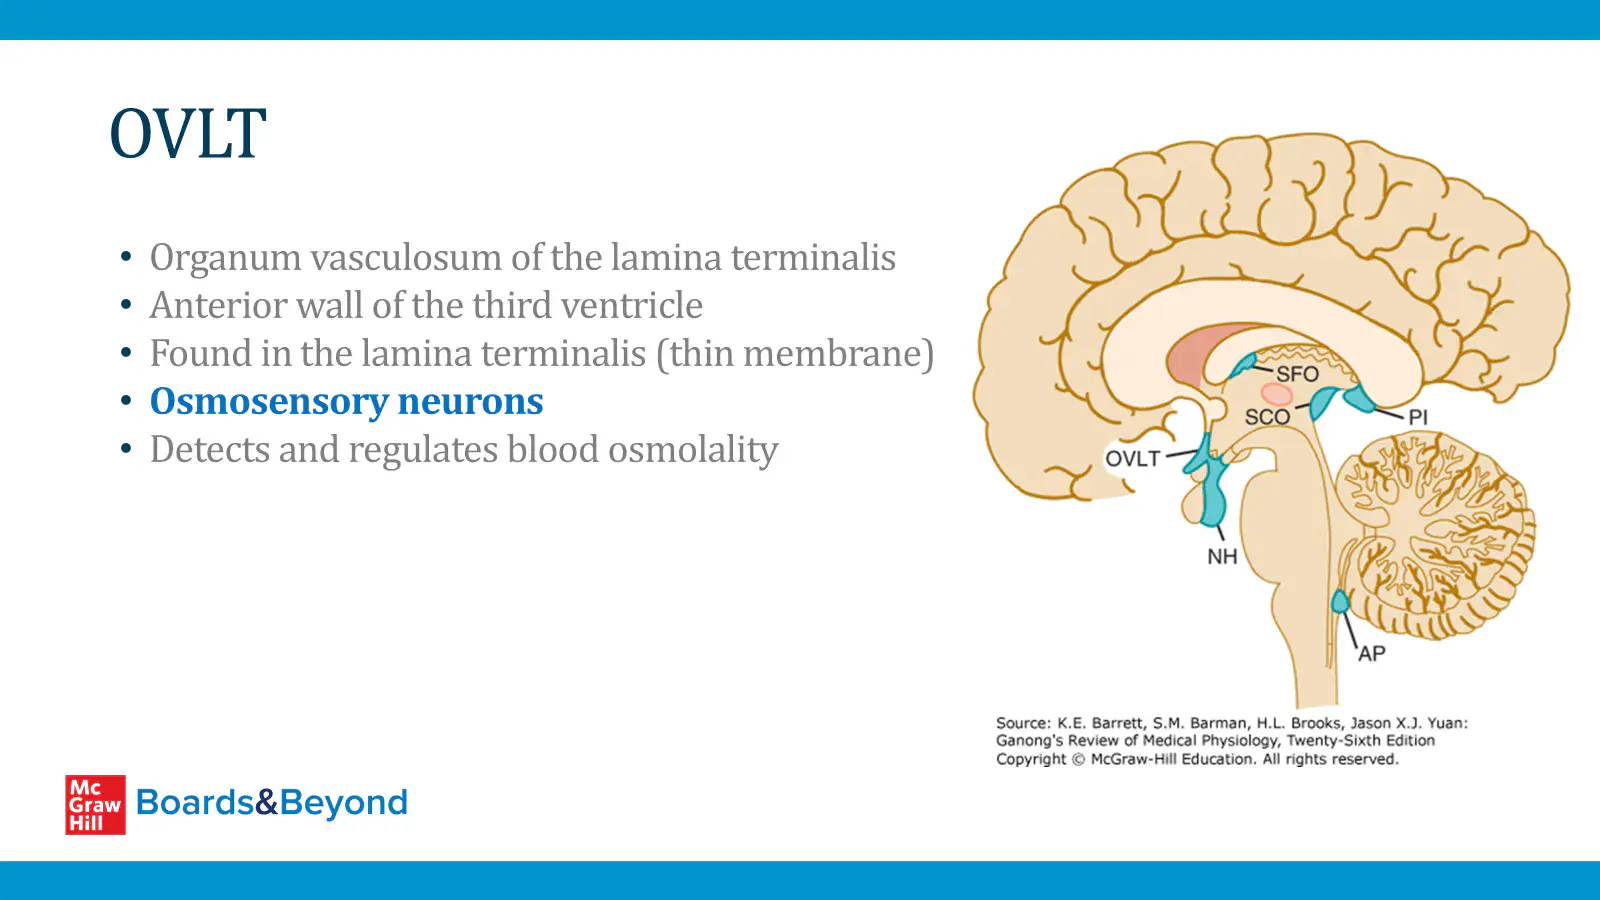 OVLT
• Organum vasculosum of the lamina terminalis
• Anterior wall of the third ventricle
• Found in the lamina terminalis (thin membrane)
• Osmosensory neurons
• Detects and regulates blood osmolality
SFO
SCO
PI
OVLT
NH
AP
Source: K.E. Barrett, S.M. Barman, H.L. Brooks, Jason X.J. Yuan:
Ganong's Review of Medical Physiology, Twenty-Sixth Edition
Copyright © McGraw-Hill Education. All rights reserved.
Mc
Graw
Hill
Boards&Beyond